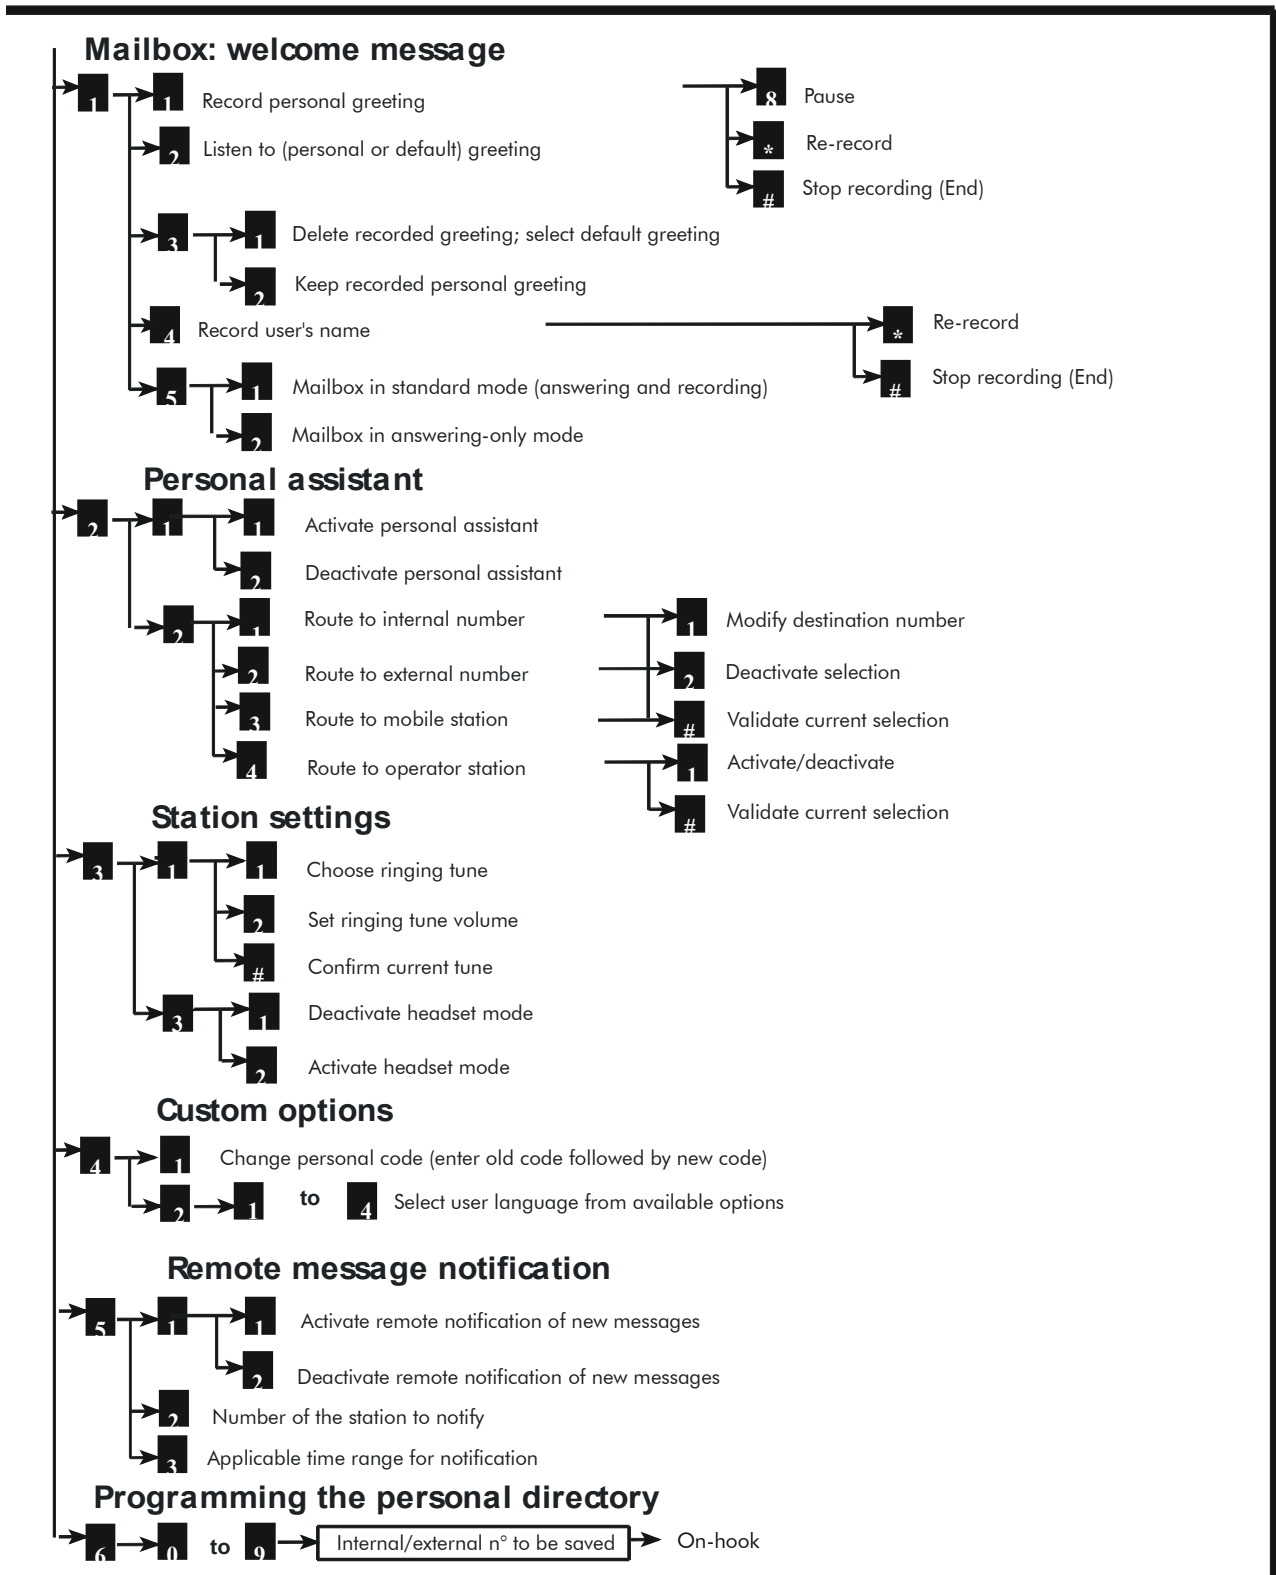 Mailbox: welcome message
1 1 Record personal greeting 8 Pause
2 Listen to (personal or default) greeting * Re-record
# Stop recording (End)
3 1 Delete recorded greeting; select default greeting
2 Keep recorded personal greeting
4 Record user's name * Re-record
# Stop recording (End)
5 1 Mailbox in standard mode (answering and recording)
2 Mailbox in answering-only mode
Personal assistant
2 1 1 Activate personal assistant
2 Deactivate personal assistant
2 1 Route to internal number 1 Modify destination number
2 Route to external number 2 Deactivate selection
3 Route to mobile station # Validate current selection
4 Route to operator station 1 Activate/deactivate
# Validate current selection
Station settings
3 1 1 Choose ringing tune
2 Set ringing tune volume
# Confirm current tune
3 1 Deactivate headset mode
2 Activate headset mode
Custom options
4 1 Change personal code (enter old code followed by new code)
2 1 to 4 Select user language from available options
Remote message notification
5 1 1 Activate remote notification of new messages
2 Deactivate remote notification of new messages
2 Number of the station to notify
3 Applicable time range for notification
Programming the personal directory
6 0 to 9 Internal/external n° to be saved On-hook